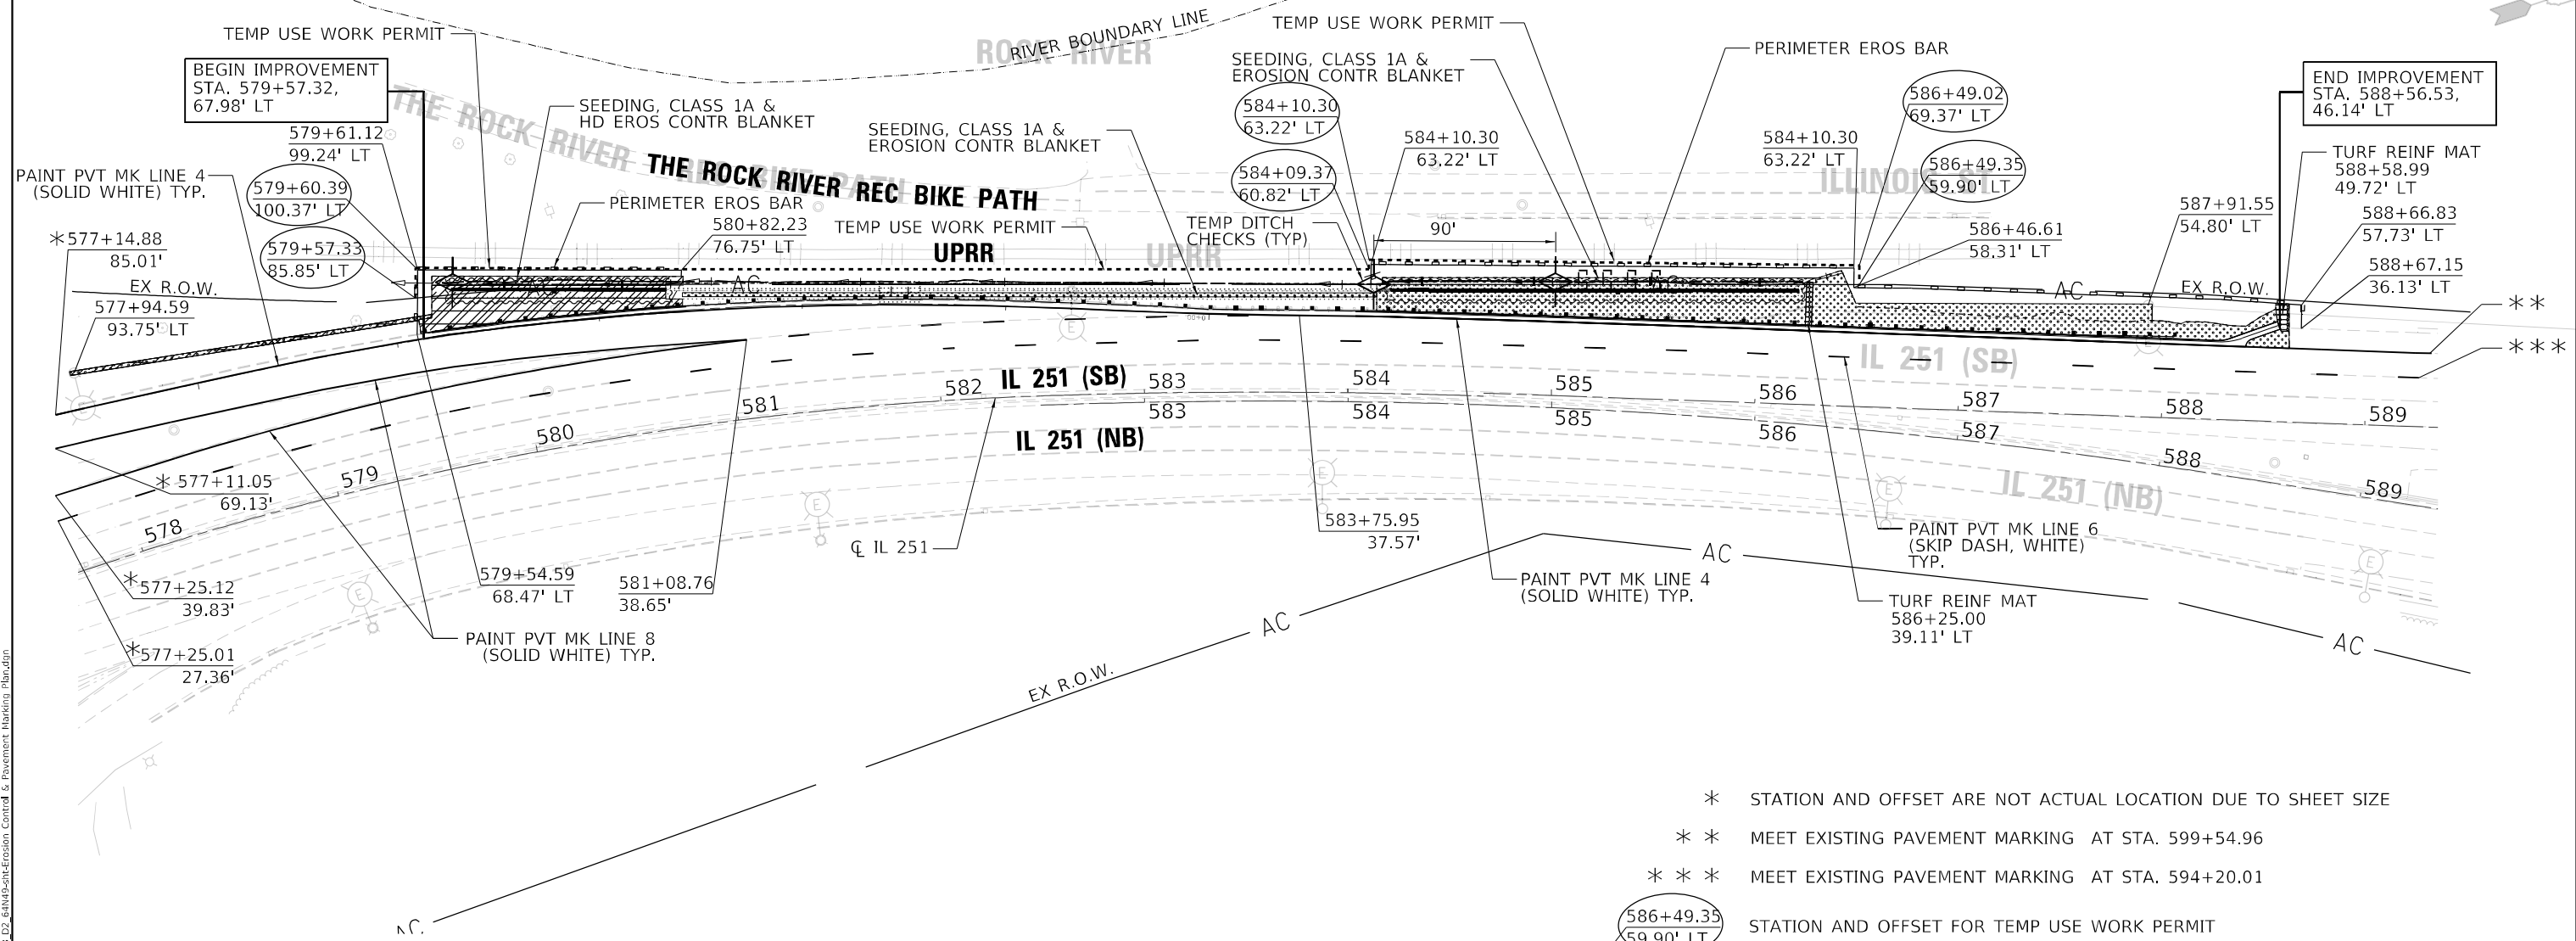 TEMP USE WORK PERMIT
BEGIN IMPROVEMENT
STA. 579+57.32,
67.98' LT
579+61.12
99.24' LT
PAINT PVT MK LINE 4
(SOLID WHITE) TYP.
579+60.39
100.37' LT
579+57.33
85.85' LT
*577+14.88
85.01'
EX R.O.W.
577+94.59
93.75' LT
SEEDING, CLASS 1A &
HD EROS CONTR BLANKET
THE ROCK RIVER REC BIKE PATH
THE ROCK RIVER REC BIKE PATH
PERIMETER EROS BAR
580+82.23
76.75' LT
SEEDING, CLASS 1A &
EROSION CONTR BLANKET
TEMP USE WORK PERMIT
UPRR
UPRR
AC
ROCK RIVER
RIVER BOUNDARY LINE
TEMP USE WORK PERMIT
SEEDING, CLASS 1A &
EROSION CONTR BLANKET
584+10.30
63.22' LT
584+09.37
60.82' LT
TEMP DITCH
CHECKS (TYP)
584+10.30
63.22' LT
90'
PERIMETER EROS BAR
584+10.30
63.22' LT
586+49.02
69.37' LT
586+49.35
59.90' LT
ILLINOIS ST
586+46.61
58.31' LT
AC
587+91.55
54.80' LT
AC
EX R.O.W.
END IMPROVEMENT
STA. 588+56.53,
46.14' LT
TURF REINF MAT
588+58.99
49.72' LT
588+66.83
57.73' LT
588+67.15
36.13' LT
* *
* * *
IL 251 (SB)
IL 251 (SB)
582
583
584
585
586
587
588
589
578
579
580
581
583
584
585
586
587
588
589
IL 251 (NB)
IL 251 (NB)
* 577+11.05
69.13'
*577+25.12
39.83'
*577+25.01
27.36'
579+54.59
68.47' LT
581+08.76
38.65'
PAINT PVT MK LINE 8
(SOLID WHITE) TYP.
℄ IL 251
583+75.95
37.57'
PAINT PVT MK LINE 4
(SOLID WHITE) TYP.
PAINT PVT MK LINE 6
(SKIP DASH, WHITE)
TYP.
TURF REINF MAT
586+25.00
39.11' LT
E
E
E
E
E
E
E
AC
AC
AC
EX R.O.W.
AC
* STATION AND OFFSET ARE NOT ACTUAL LOCATION DUE TO SHEET SIZE
* * MEET EXISTING PAVEMENT MARKING AT STA. 599+54.96
* * * MEET EXISTING PAVEMENT MARKING AT STA. 594+20.01
586+49.35
59.90' LT
STATION AND OFFSET FOR TEMP USE WORK PERMIT
D2_64N49-sht-Erosion Control & Pavement Marking Plan.dgn